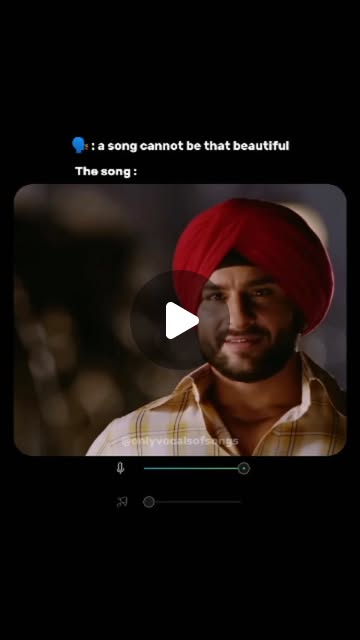 🗣️ : a song cannot be that beautiful
The song :
@onlyvocalsofsongs